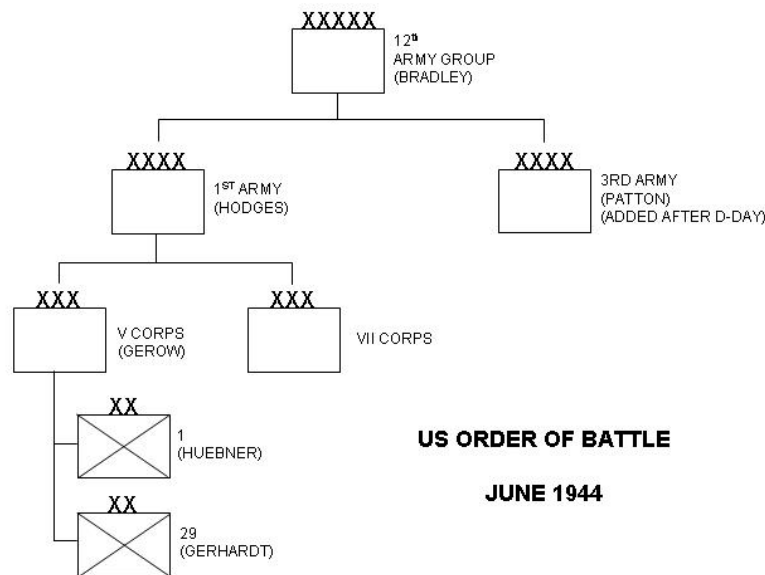 XXXXX
12th
ARMY GROUP
(BRADLEY)
XXXX
1ST ARMY
(HODGES)
XXXX
3RD ARMY
(PATTON)
(ADDED AFTER D-DAY)
XXX
V CORPS
(GEROW)
XXX
VII CORPS
XX
1
(HUEBNER)
XX
29
(GERHARDT)
US ORDER OF BATTLE
JUNE 1944